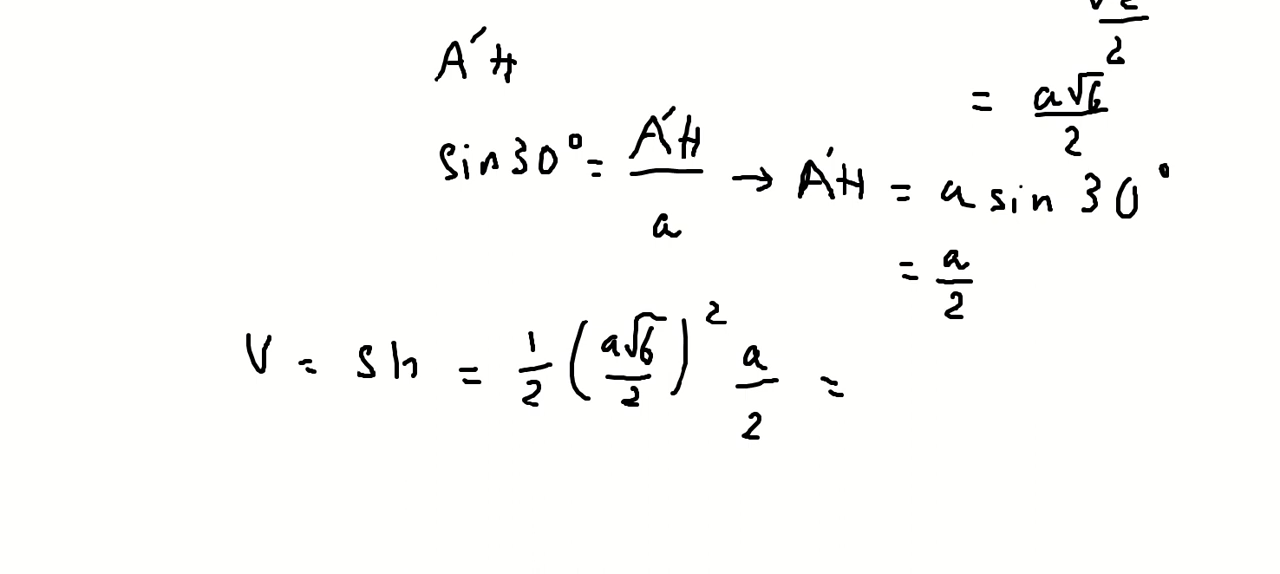 A'H
= a√6/2
sin30° = A'H/a → A'H = a sin 30°
= a/2
V = Sh = 1/2 (a√6/2)² a/2 =